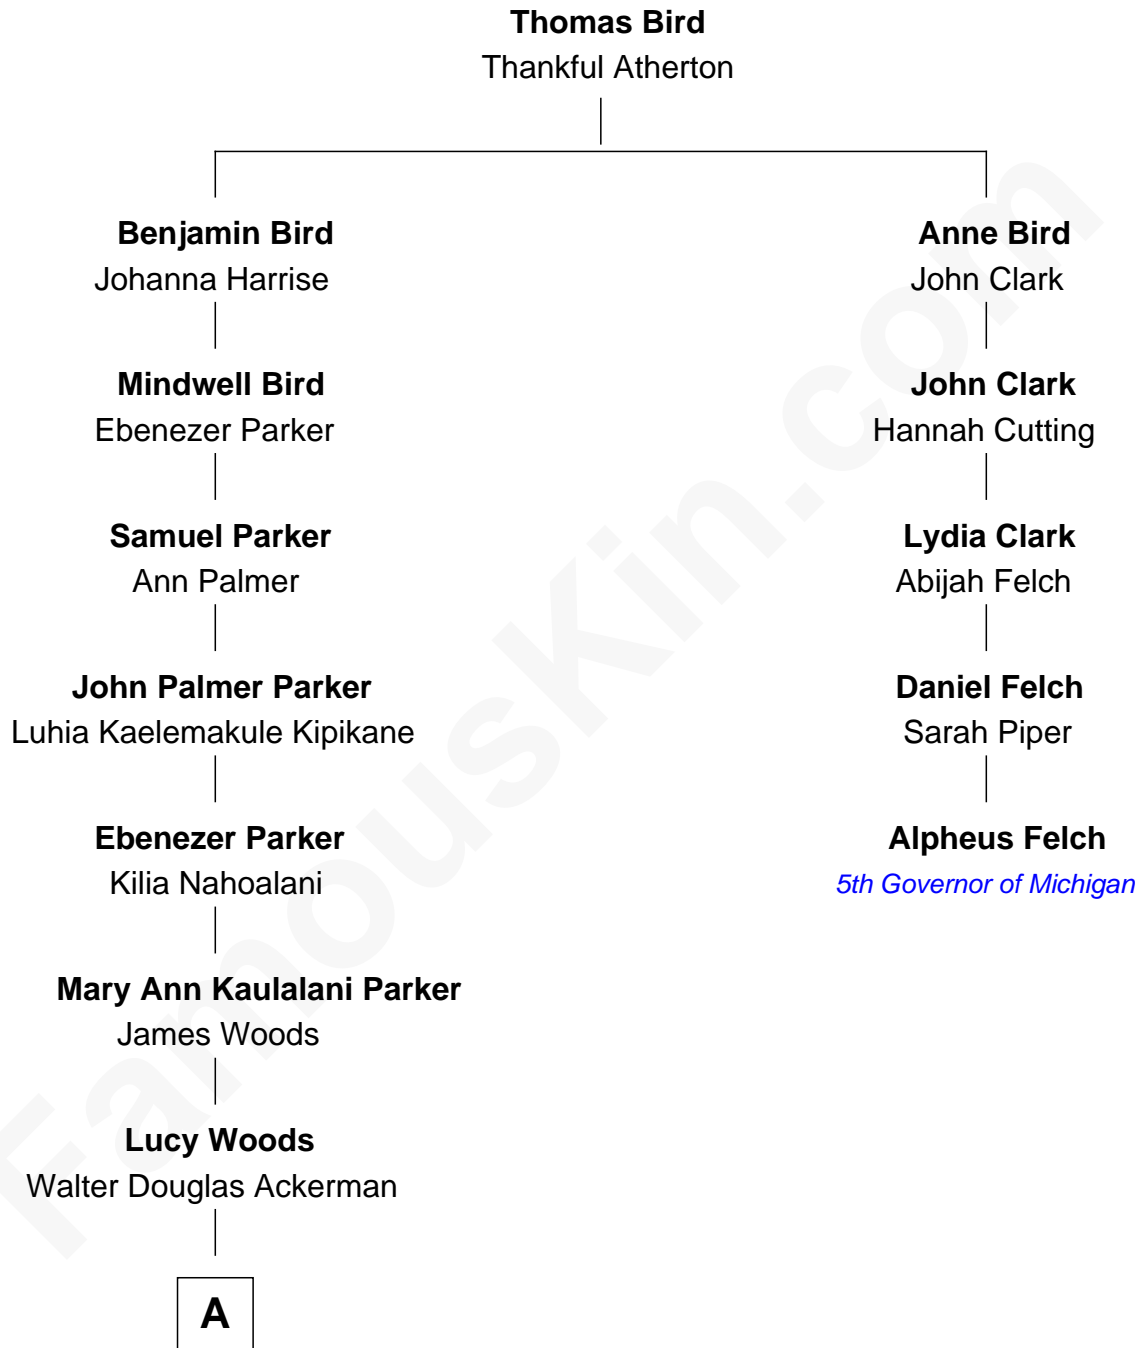 Thomas Bird
Thankful Atherton
Benjamin Bird
Johanna Harrise
Mindwell Bird
Ebenezer Parker
Samuel Parker
Ann Palmer
John Palmer Parker
Luhia Kaelemakule Kipikane
Ebenezer Parker
Kilia Nahoalani
Mary Ann Kaulalani Parker
James Woods
Lucy Woods
Walter Douglas Ackerman
A
Anne Bird
John Clark
John Clark
Hannah Cutting
Lydia Clark
Abijah Felch
Daniel Felch
Sarah Piper
Alpheus Felch
5th Governor of Michigan
FamousKin.com